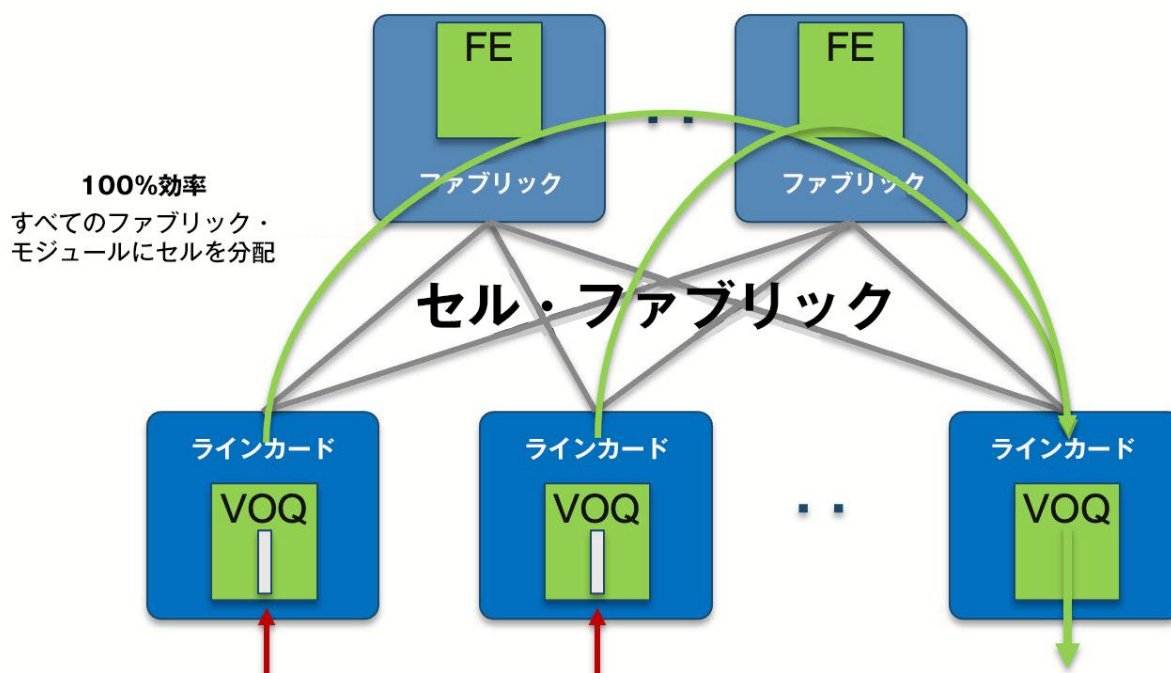 FE
FE
ファブリック
ファブリック
100%効率
すべてのファブリック・
モジュールにセルを分配
セル・ファブリック
ラインカード
ラインカード
ラインカード
VOQ
VOQ
VOQ